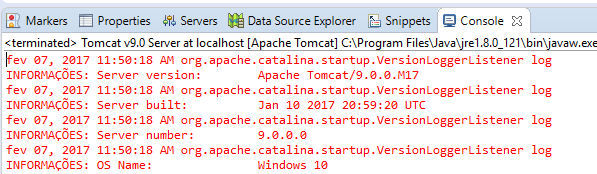 Markers Properties Servers Data Source Explorer Snippets Console
<terminated> Tomcat v9.0 Server at localhost [Apache Tomcat] C:\Program Files\Java\jre1.8.0_121\bin\javaw.exe
fev 07, 2017 11:50:18 AM org.apache.catalina.startup.VersionLoggerListener log
INFORMAÇÕES: Server version:        Apache Tomcat/9.0.0.M17
fev 07, 2017 11:50:18 AM org.apache.catalina.startup.VersionLoggerListener log
INFORMAÇÕES: Server built:          Jan 10 2017 20:59:20 UTC
fev 07, 2017 11:50:18 AM org.apache.catalina.startup.VersionLoggerListener log
INFORMAÇÕES: Server number:         9.0.0.0
fev 07, 2017 11:50:18 AM org.apache.catalina.startup.VersionLoggerListener log
INFORMAÇÕES: OS Name:               Windows 10